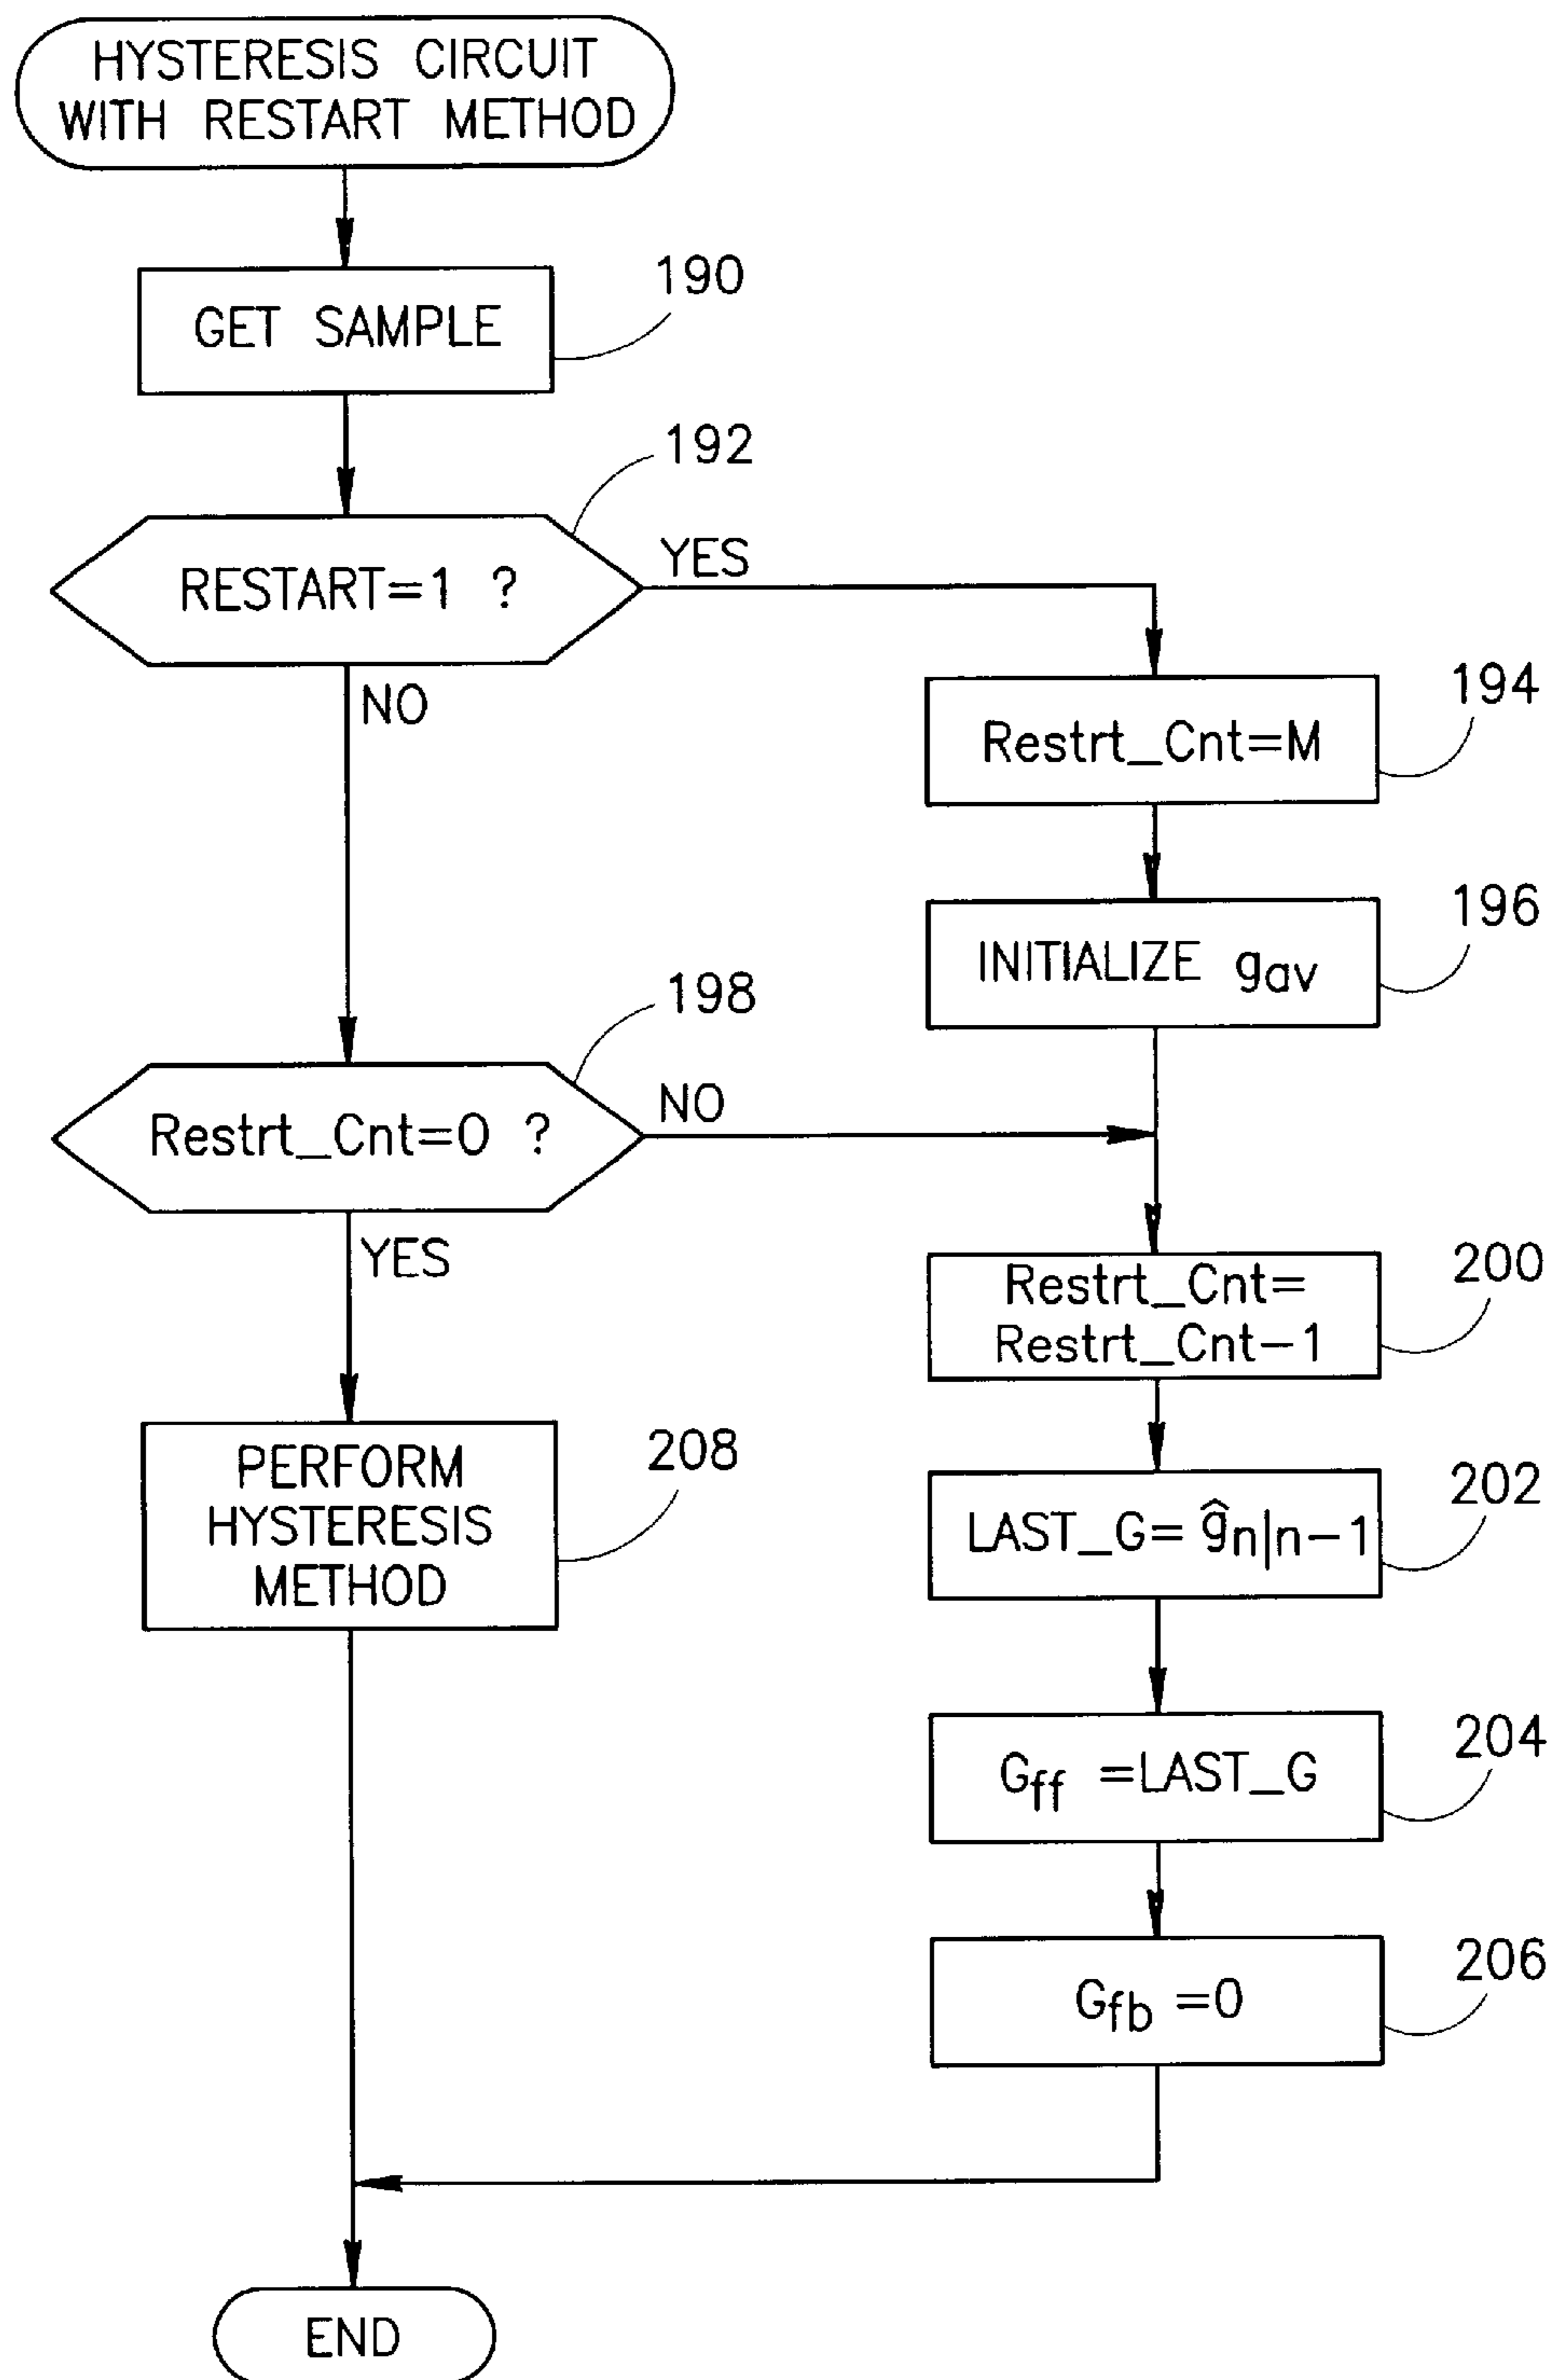 HYSTERESIS CIRCUIT
WITH RESTART METHOD
GET SAMPLE
190
192
RESTART=1 ?
YES
NO
194
Restrt_Cnt=M
196
INITIALIZE gav
198
Restrt_Cnt=0 ?
NO
YES
200
Restrt_Cnt=
Restrt_Cnt-1
208
PERFORM
HYSTERESIS
METHOD
202
LAST_G= ĝn|n-1
204
Gff =LAST_G
206
Gfb =0
END